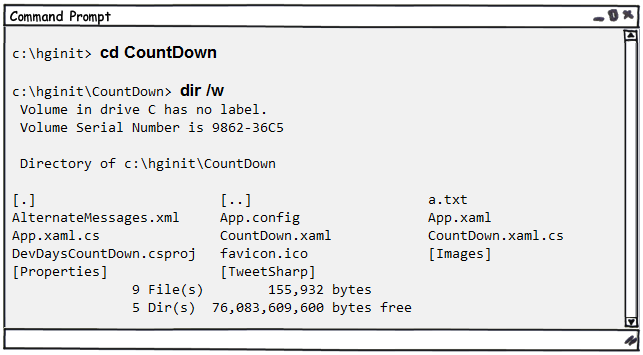 Command Prompt
c:\hginit> cd CountDown
c:\hginit\CountDown> dir /w
Volume in drive C has no label.
Volume Serial Number is 9862-36C5
Directory of c:\hginit\CountDown
[.] [..] a.txt
AlternateMessages.xml App.config App.xaml
App.xaml.cs CountDown.xaml CountDown.xaml.cs
DevDaysCountDown.csproj favicon.ico [Images]
[Properties] [TweetSharp]
9 File(s) 155,932 bytes
5 Dir(s) 76,083,609,600 bytes free